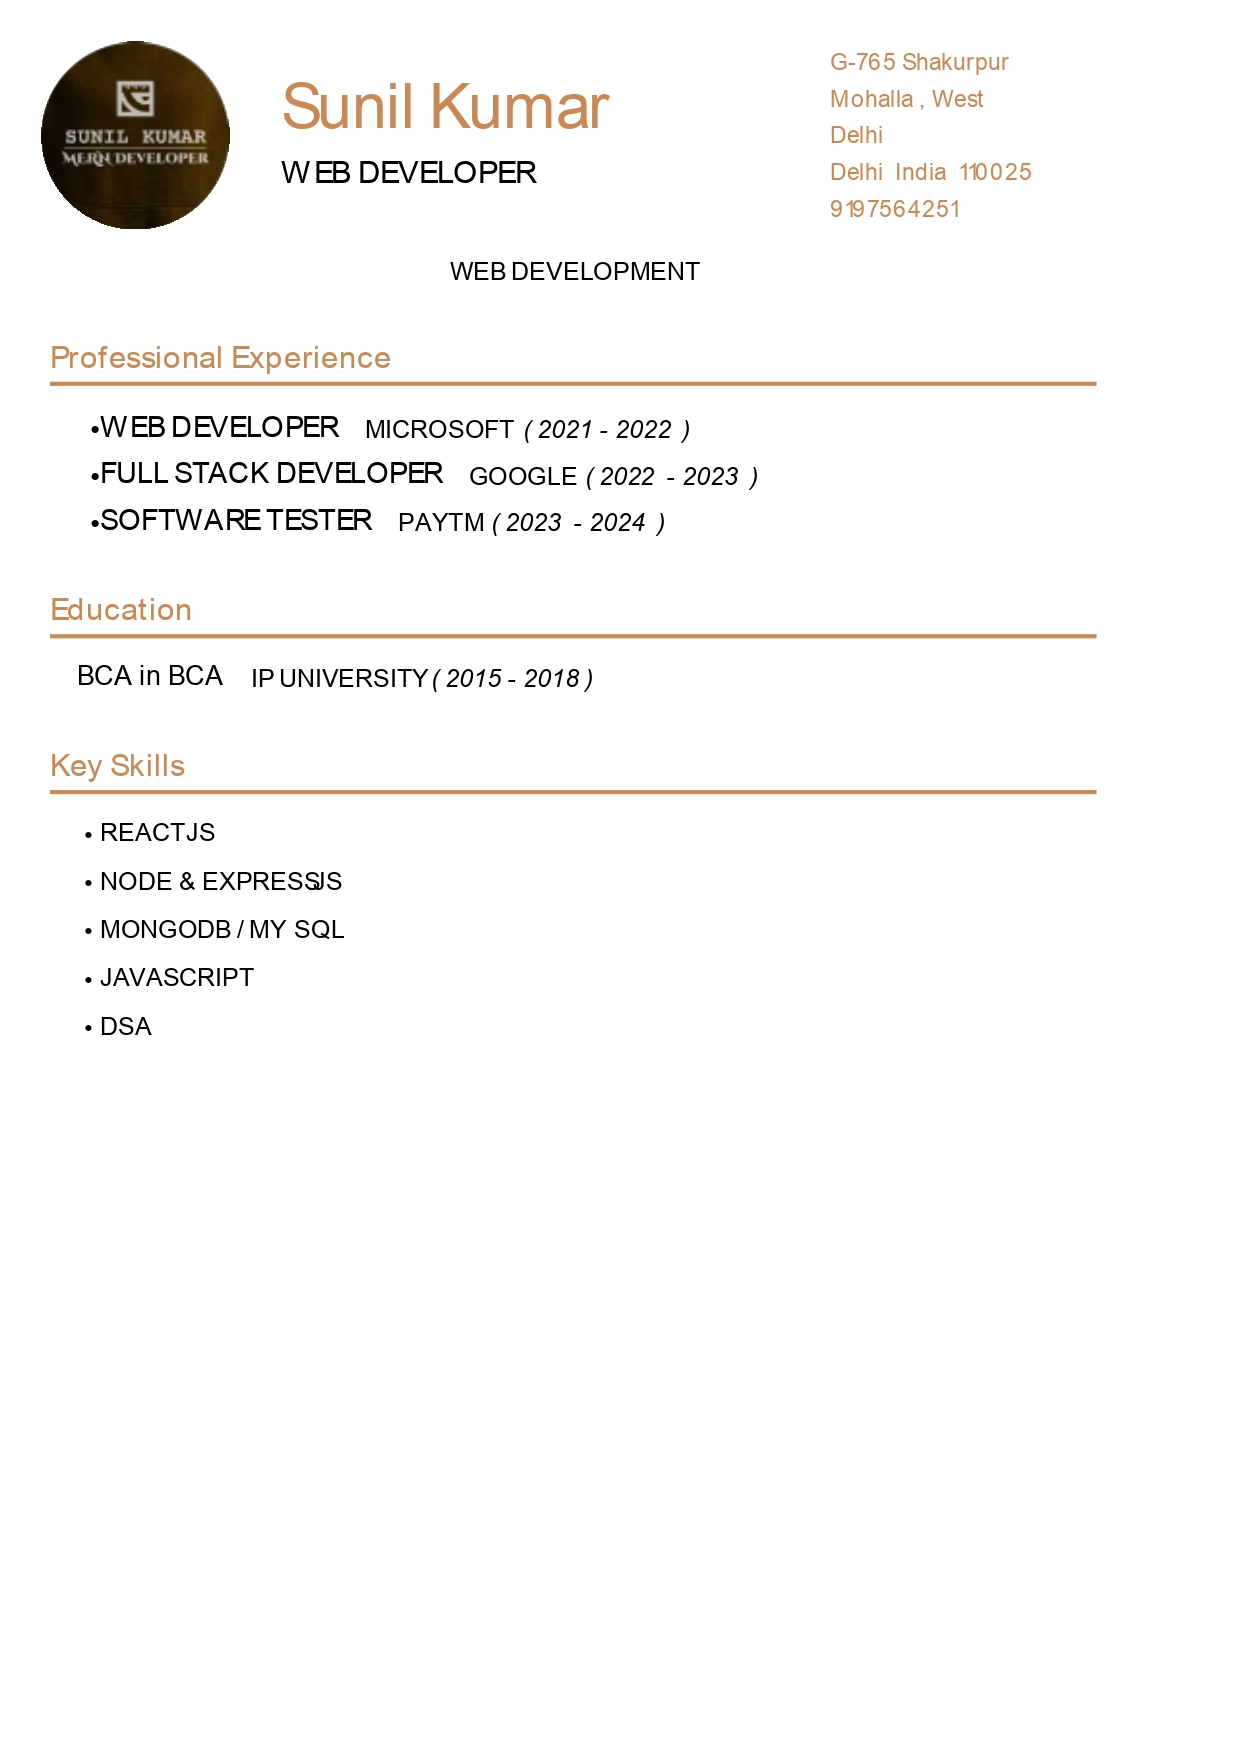 SUNIL KUMAR
MERN DEVELOPER
Sunil Kumar
WEB DEVELOPER
G-765 Shakurpur
Mohalla , West
Delhi
Delhi India 110025
9197564251
WEB DEVELOPMENT
Professional Experience
•WEB DEVELOPER MICROSOFT ( 2021 - 2022 )
•FULL STACK DEVELOPER GOOGLE ( 2022 - 2023 )
•SOFTWARE TESTER PAYTM ( 2023 - 2024 )
Education
BCA in BCA IP UNIVERSITY ( 2015 - 2018 )
Key Skills
• REACTJS
• NODE & EXPRESSJS
• MONGODB / MY SQL
• JAVASCRIPT
• DSA